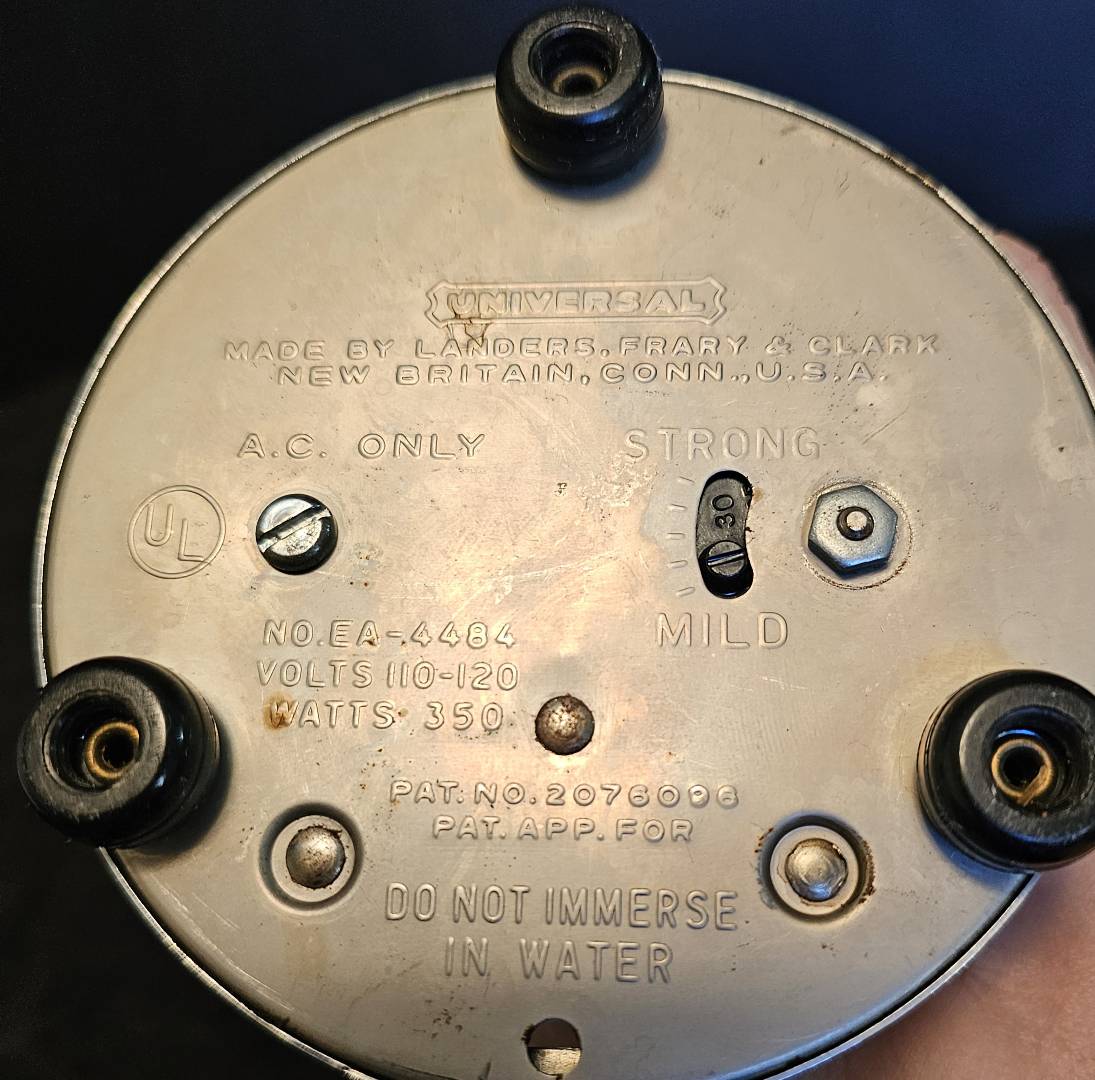 UNIVERSAL
MADE BY LANDERS, FRARY & CLARK
NEW BRITAIN, CONN., U.S.A.
A.C. ONLY
STRONG
30
UL
MILD
NO. EA-4484
VOLTS 110-120
WATTS 350
PAT. NO. 2076096
PAT. APP. FOR
DO NOT IMMERSE
IN WATER